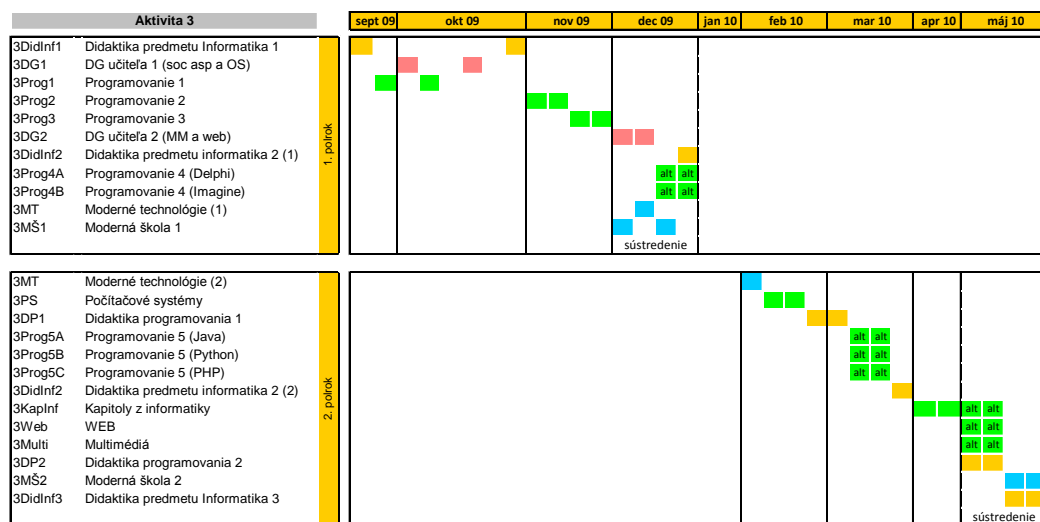 Aktivita 3 sept 09 okt 09 nov 09 dec 09 jan 10 feb 10 mar 10 apr 10 máj 10
1. polrok
3DidInf1 Didaktika predmetu Informatika 1
3DG1 DG učiteľa 1 (soc asp a OS)
3Prog1 Programovanie 1
3Prog2 Programovanie 2
3Prog3 Programovanie 3
3DG2 DG učiteľa 2 (MM a web)
3DidInf2 Didaktika predmetu informatika 2 (1)
3Prog4A Programovanie 4 (Delphi) alt alt
3Prog4B Programovanie 4 (Imagine) alt alt
3MT Moderné technológie (1)
3MŠ1 Moderná škola 1
sústredenie
2. polrok
3MT Moderné technológie (2)
3PS Počítačové systémy
3DP1 Didaktika programovania 1
3Prog5A Programovanie 5 (Java) alt alt
3Prog5B Programovanie 5 (Python) alt alt
3Prog5C Programovanie 5 (PHP) alt alt
3DidInf2 Didaktika predmetu informatika 2 (2)
3KapInf Kapitoly z informatiky alt alt
3Web WEB alt alt
3Multi Multimédiá alt alt
3DP2 Didaktika programovania 2
3MŠ2 Moderná škola 2
3DidInf3 Didaktika predmetu Informatika 3
sústredenie